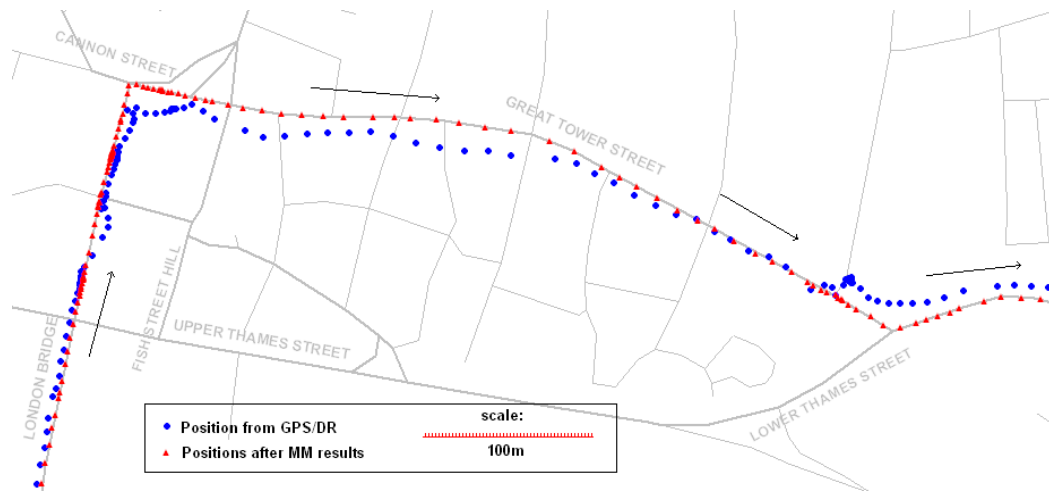 CANNON STREET
GREAT TOWER STREET
FISH STREET HILL
UPPER THAMES STREET
LONDON BRIDGE
LOWER THAMES STREET
Position from GPS/DR
Positions after MM results
scale:
100m